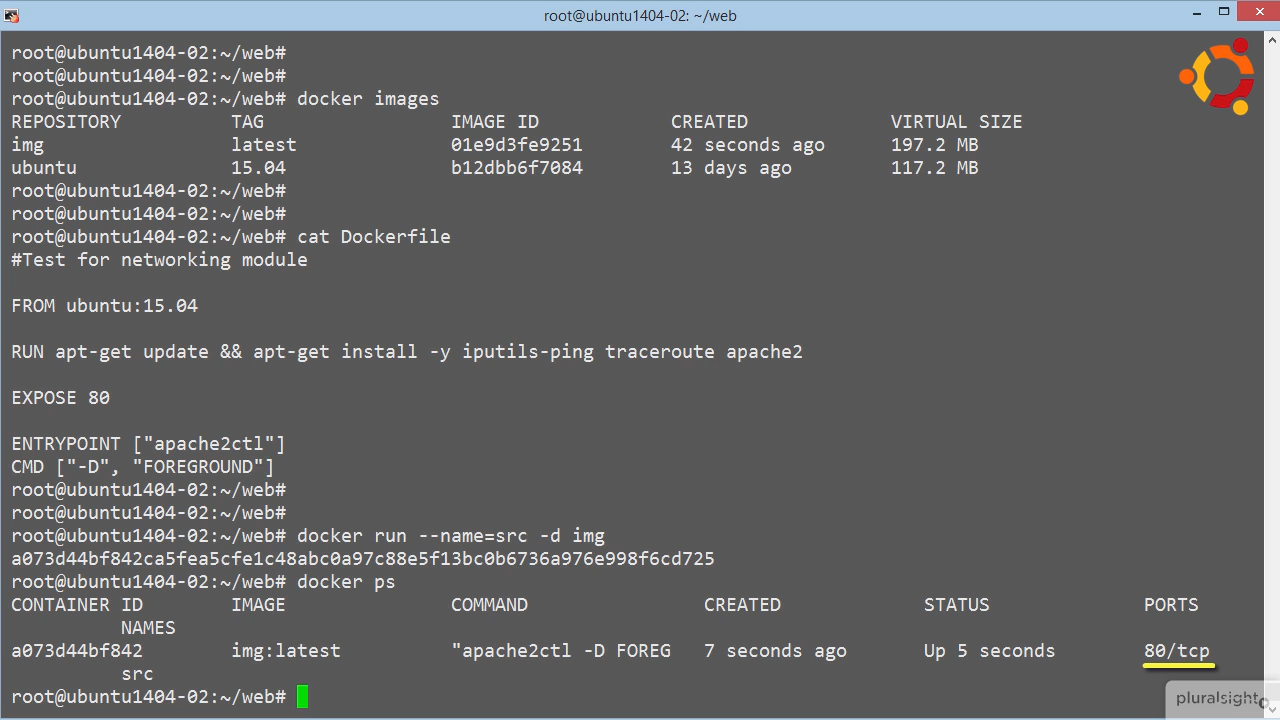 root@ubuntu1404-02: ~/web
root@ubuntu1404-02:~/web#
root@ubuntu1404-02:~/web#
root@ubuntu1404-02:~/web# docker images
REPOSITORY TAG IMAGE ID CREATED VIRTUAL SIZE
img latest 01e9d3fe9251 42 seconds ago 197.2 MB
ubuntu 15.04 b12dbb6f7084 13 days ago 117.2 MB
root@ubuntu1404-02:~/web#
root@ubuntu1404-02:~/web#
root@ubuntu1404-02:~/web# cat Dockerfile
#Test for networking module
FROM ubuntu:15.04
RUN apt-get update && apt-get install -y iputils-ping traceroute apache2
EXPOSE 80
ENTRYPOINT ["apache2ctl"]
CMD ["-D", "FOREGROUND"]
root@ubuntu1404-02:~/web#
root@ubuntu1404-02:~/web#
root@ubuntu1404-02:~/web# docker run --name=src -d img
a073d44bf842ca5fea5cfe1c48abc0a97c88e5f13bc0b6736a976e998f6cd725
root@ubuntu1404-02:~/web# docker ps
CONTAINER ID IMAGE COMMAND CREATED STATUS PORTS
NAMES
a073d44bf842 img:latest "apache2ctl -D FOREG 7 seconds ago Up 5 seconds 80/tcp
src
root@ubuntu1404-02:~/web#
pluralsight